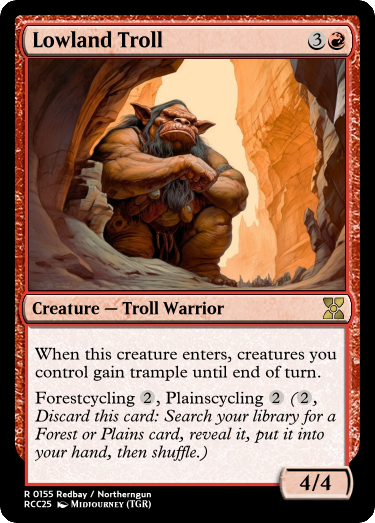 Lowland Troll 3
Creature — Troll Warrior
When this creature enters, creatures you
control gain trample until end of turn.
Forestcycling 2, Plainscycling 2 (2,
Discard this card: Search your library for a
Forest or Plains card, reveal it, put it into
your hand, then shuffle.)
4/4
R 0155 Redbay / Northerngun
RCC25 Midjourney (TGR)